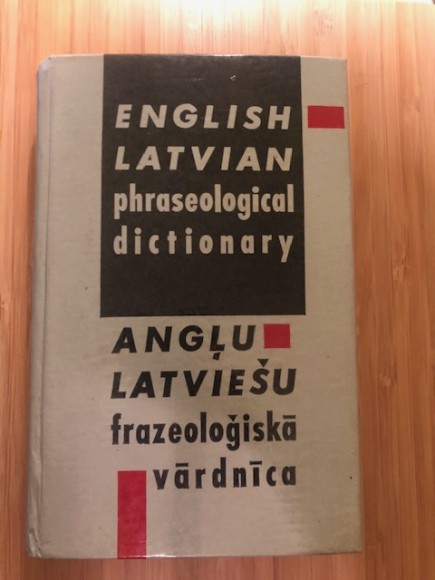 ENGLISH
LATVIAN
phraseological
dictionary
ANGĻU
LATVIEŠU
frazeoloģiskā
vārdnīca